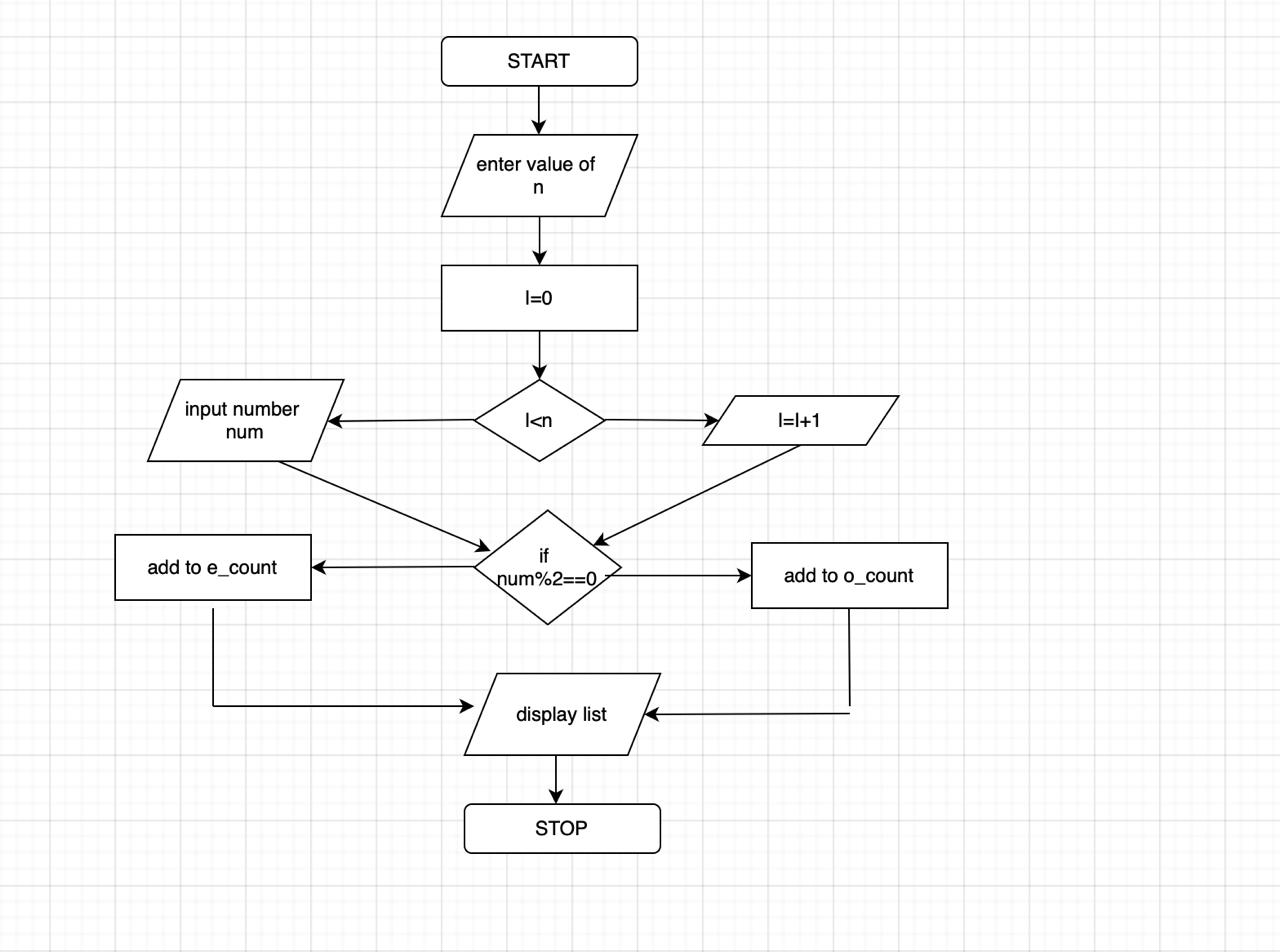 START
enter value of
n
I=0
input number
num
I<n
I=I+1
if
num%2==0
add to e_count
add to o_count
display list
STOP